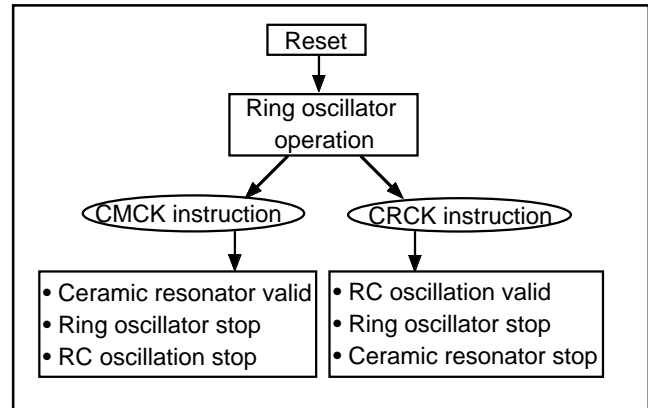 Reset
Ring oscillator
operation
CMCK instruction
CRCK instruction
• Ceramic resonator valid
• Ring oscillator stop
• RC oscillation stop
• RC oscillation valid
• Ring oscillator stop
• Ceramic resonator stop